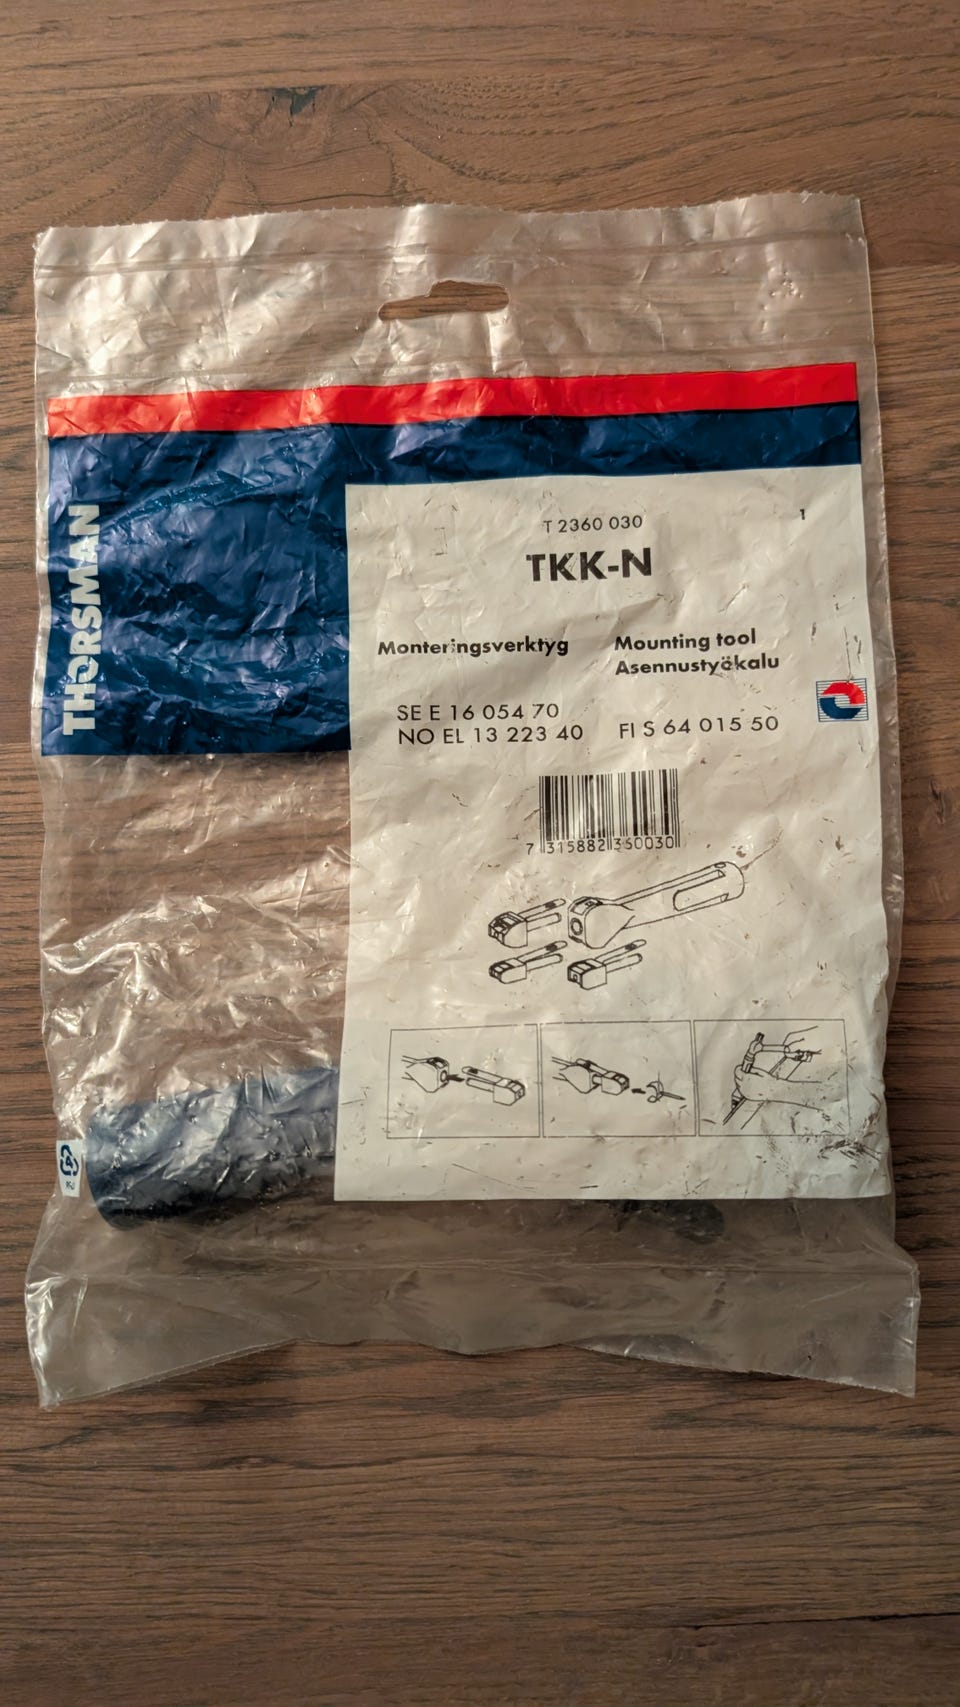 THORSMAN
T 2360 030
1
TKK-N
Monteringsverktyg
Mounting tool
Asennustyökalu
SE E 16 054 70
NO EL 13 223 40
FI S 64 015 50
7 315882 350030